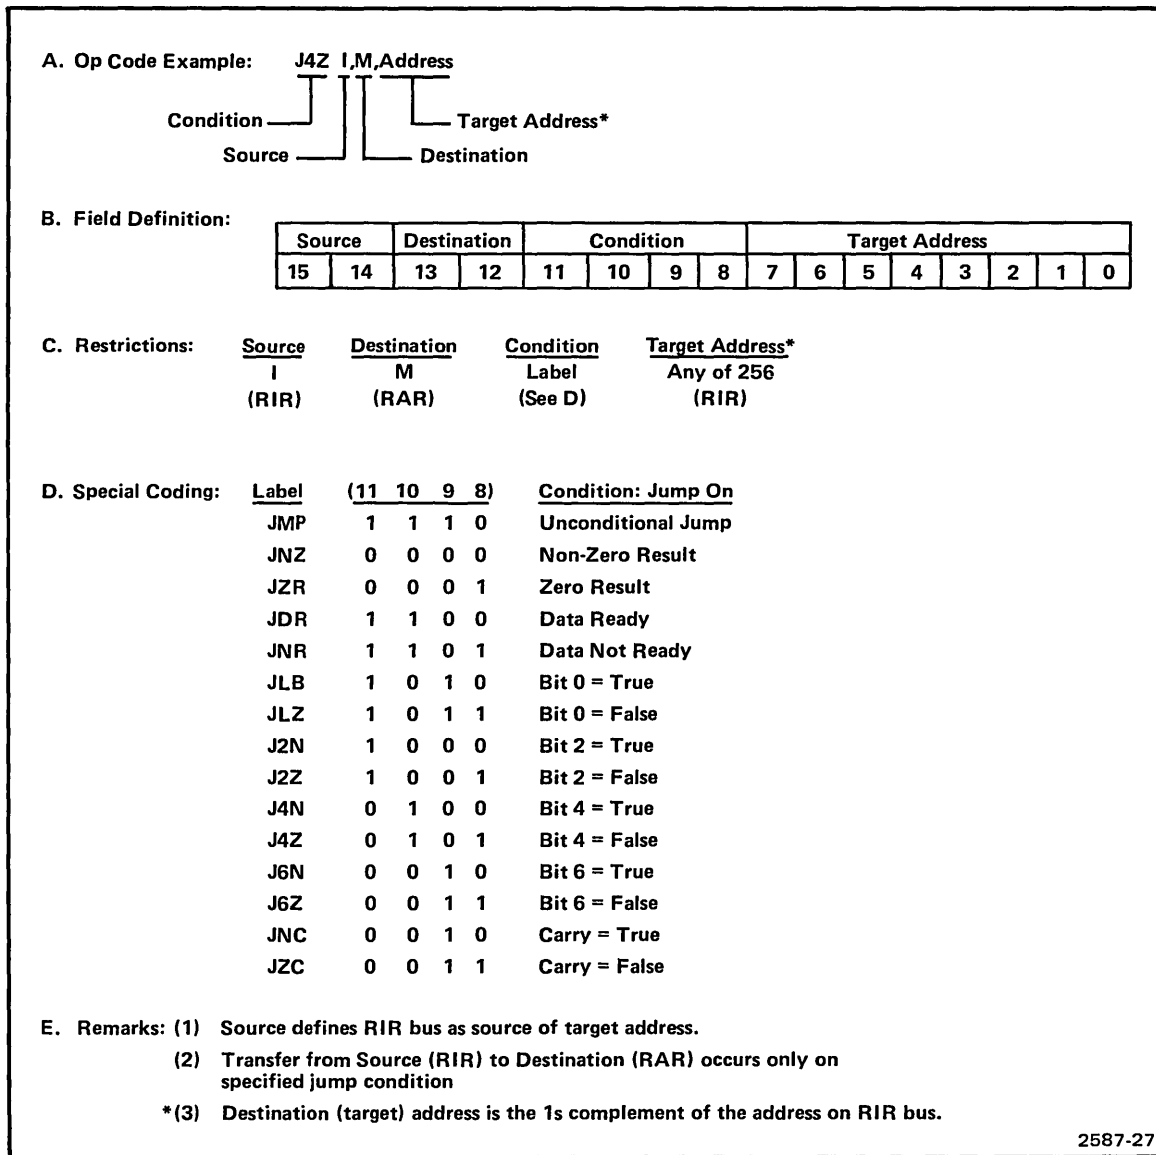 A. Op Code Example: J4Z I,M,Address
Condition Target Address*
Source Destination
B. Field Definition:
Source Destination Condition Target Address
15 14 13 12 11 10 9 8 7 6 5 4 3 2 1 0
C. Restrictions: Source Destination Condition Target Address*
I M Label Any of 256
(RIR) (RAR) (See D) (RIR)
D. Special Coding: Label (11 10 9 8) Condition: Jump On
JMP 1 1 1 0 Unconditional Jump
JNZ 0 0 0 0 Non-Zero Result
JZR 0 0 0 1 Zero Result
JDR 1 1 0 0 Data Ready
JNR 1 1 0 1 Data Not Ready
JLB 1 0 1 0 Bit 0 = True
JLZ 1 0 1 1 Bit 0 = False
J2N 1 0 0 0 Bit 2 = True
J2Z 1 0 0 1 Bit 2 = False
J4N 0 1 0 0 Bit 4 = True
J4Z 0 1 0 1 Bit 4 = False
J6N 0 0 1 0 Bit 6 = True
J6Z 0 0 1 1 Bit 6 = False
JNC 0 0 1 0 Carry = True
JZC 0 0 1 1 Carry = False
E. Remarks: (1) Source defines RIR bus as source of target address.
(2) Transfer from Source (RIR) to Destination (RAR) occurs only on
specified jump condition
*(3) Destination (target) address is the 1s complement of the address on RIR bus.
2587-27